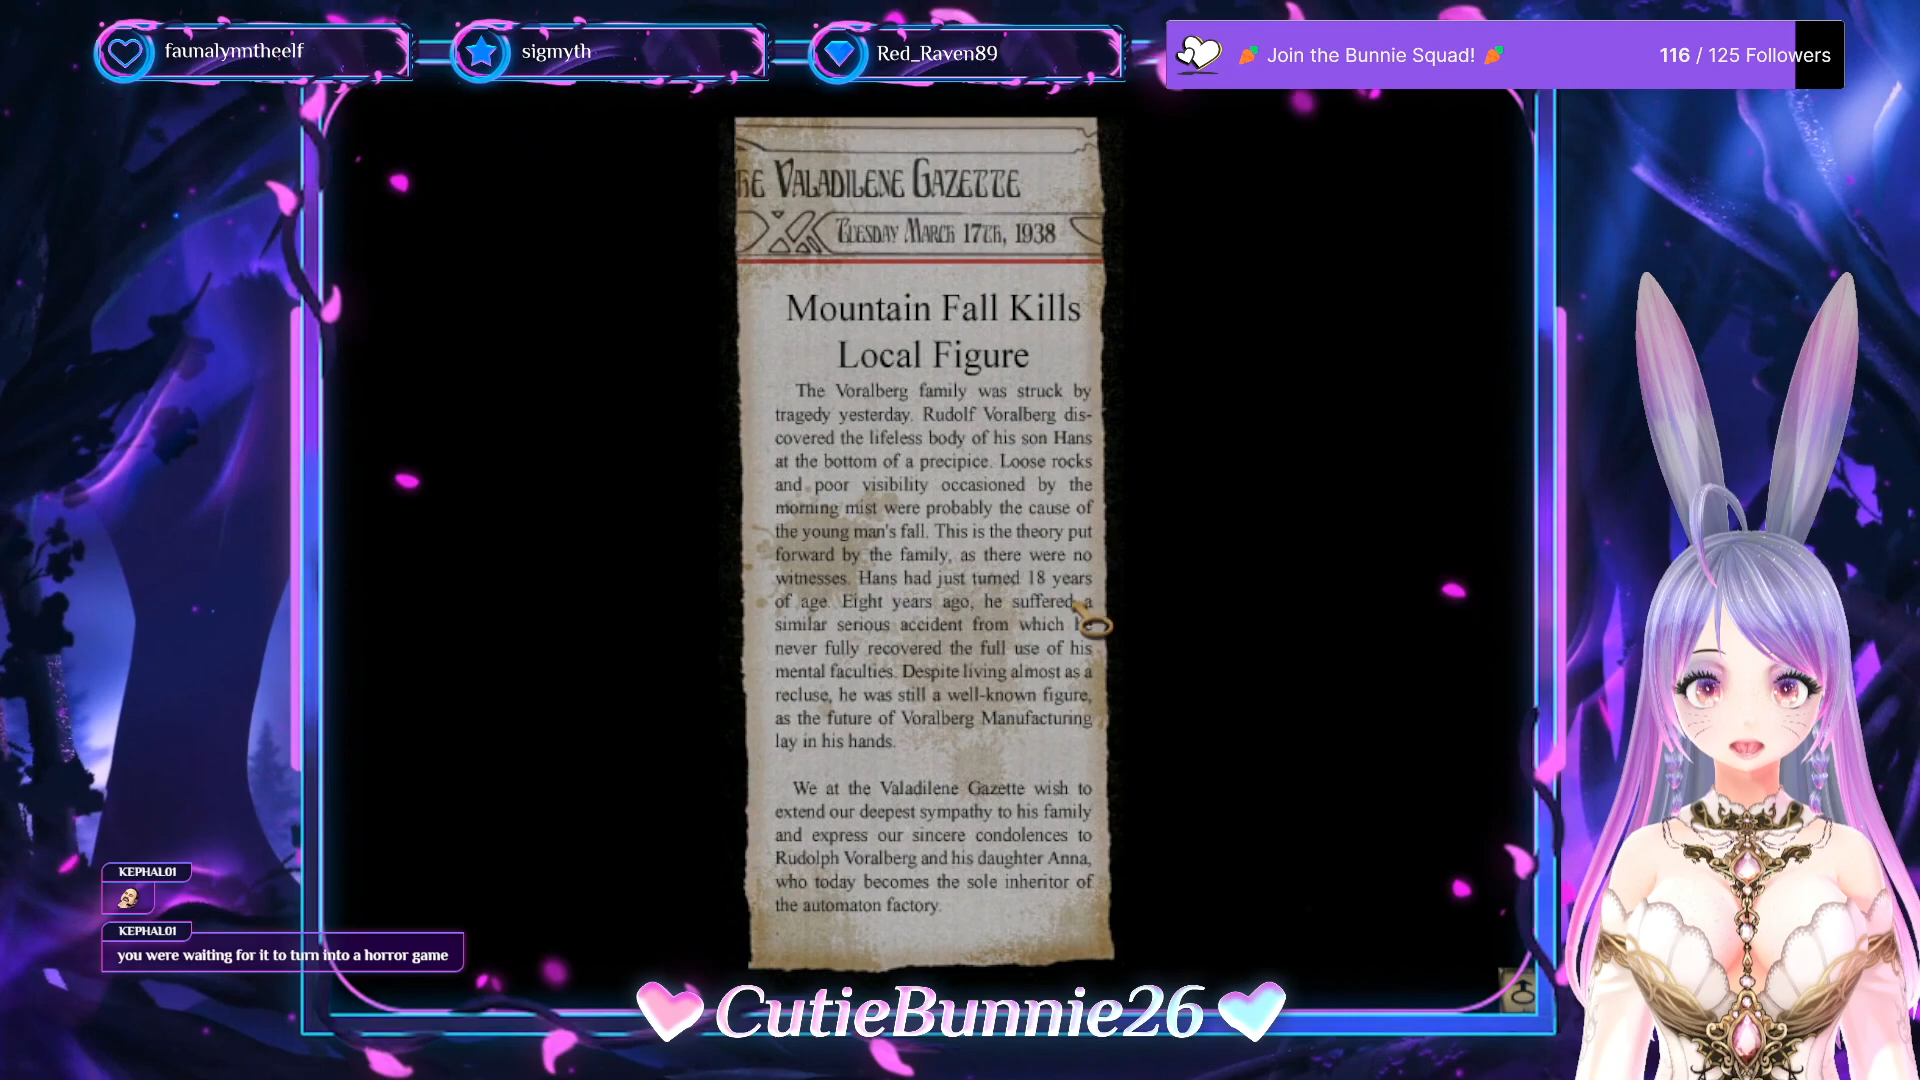 faunalynntheelf
sigmyth
Red_Raven89
Join the Bunnie Squad!
116 / 125 Followers
HE VALADILENE GAZETTE
TUESDAY MARCH 17TH, 1938
Mountain Fall Kills
Local Figure
The Voralberg family was struck by
tragedy yesterday. Rudolf Voralberg dis-
covered the lifeless body of his son Hans
at the bottom of a precipice. Loose rocks
and poor visibility occasioned by the
morning mist were probably the cause of
the young man's fall. This is the theory put
forward by the family, as there were no
witnesses. Hans had just turned 18 years
of age. Eight years ago, he suffered a
similar serious accident from which he
never fully recovered the full use of his
mental faculties. Despite living almost as a
recluse, he was still a well-known figure,
as the future of Voralberg Manufacturing
lay in his hands.
We at the Valadilene Gazette wish to
extend our deepest sympathy to his family
and express our sincere condolences to
Rudolph Voralberg and his daughter Anna,
who today becomes the sole inheritor of
the automaton factory.
KEPHAL01
KEPHAL01
you were waiting for it to turn into a horror game
CutieBunnie26